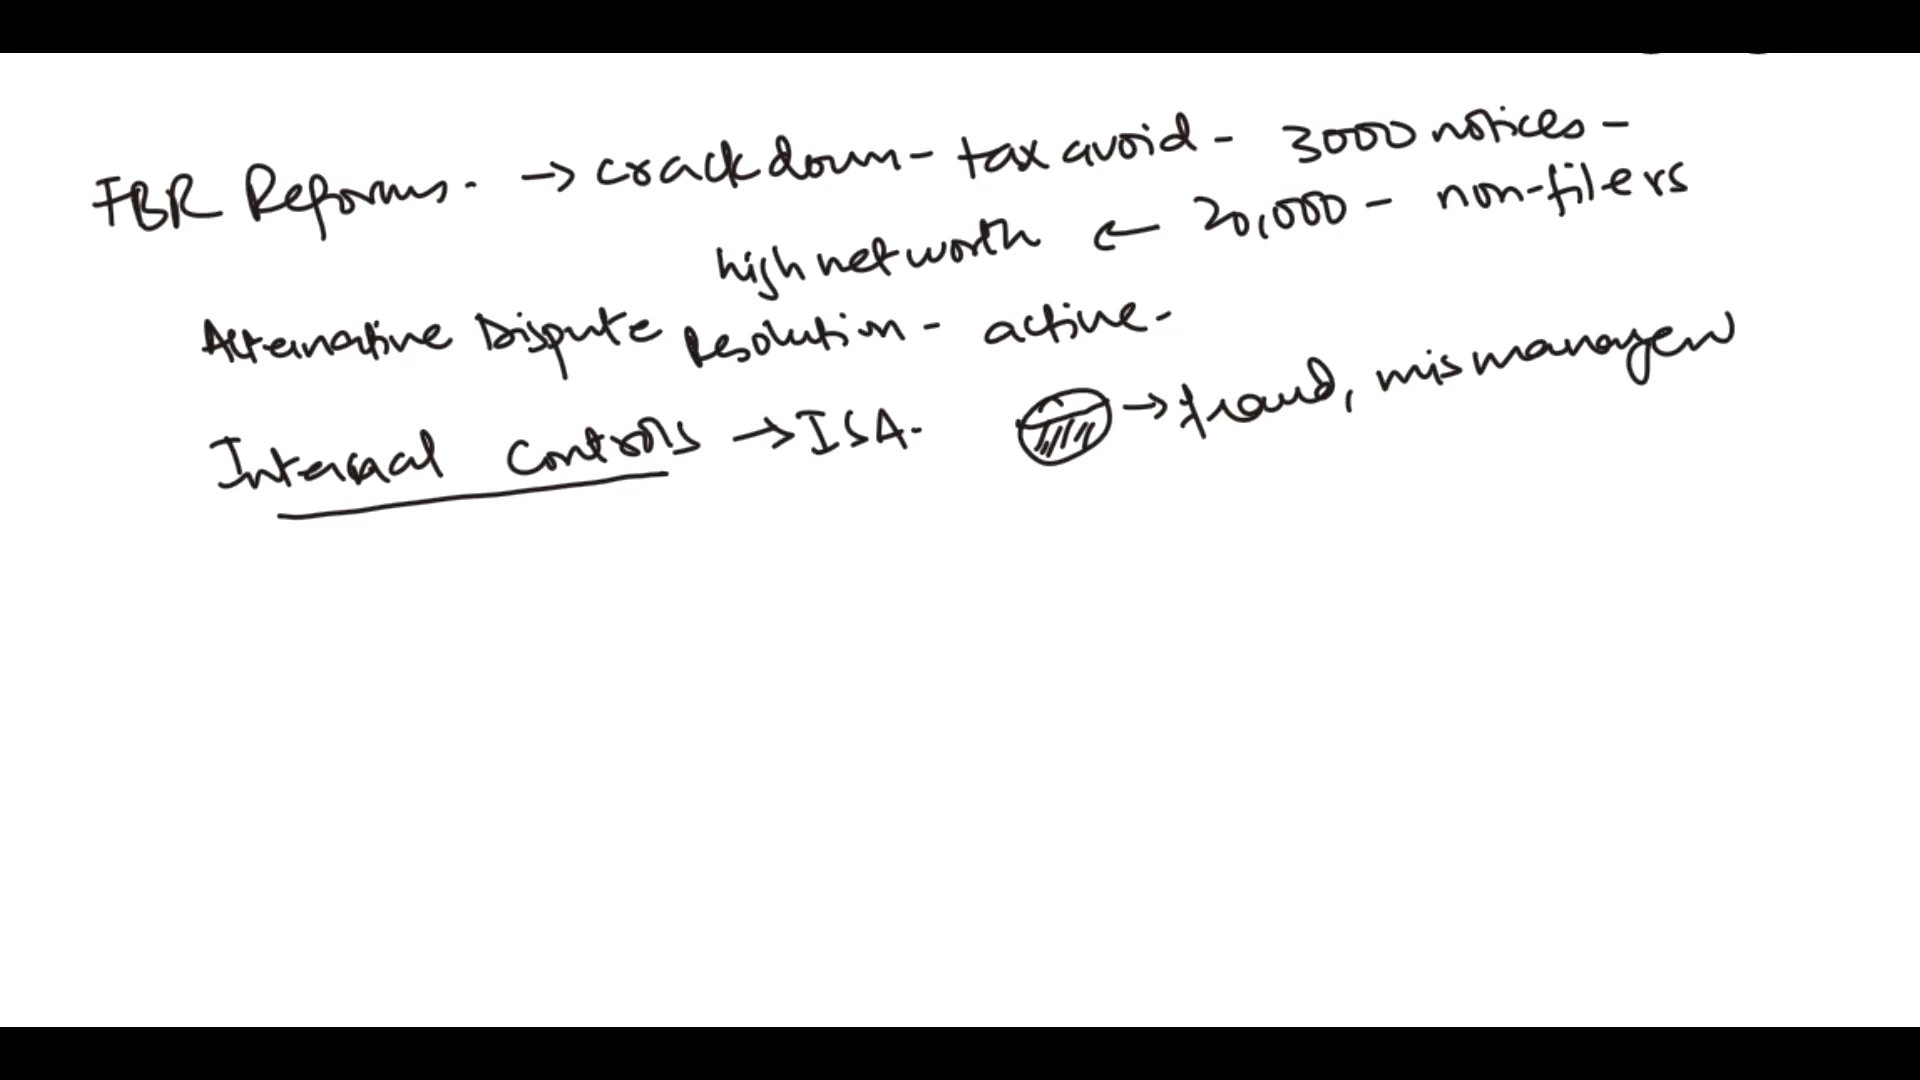 FBR Reforms. → crackdown - tax avoid - 3000 notices -
high net worth ← 20,000 - non-filers
Alternative Dispute Resolution - active -
Internal Controls → ISA. → fraud, mismanagem